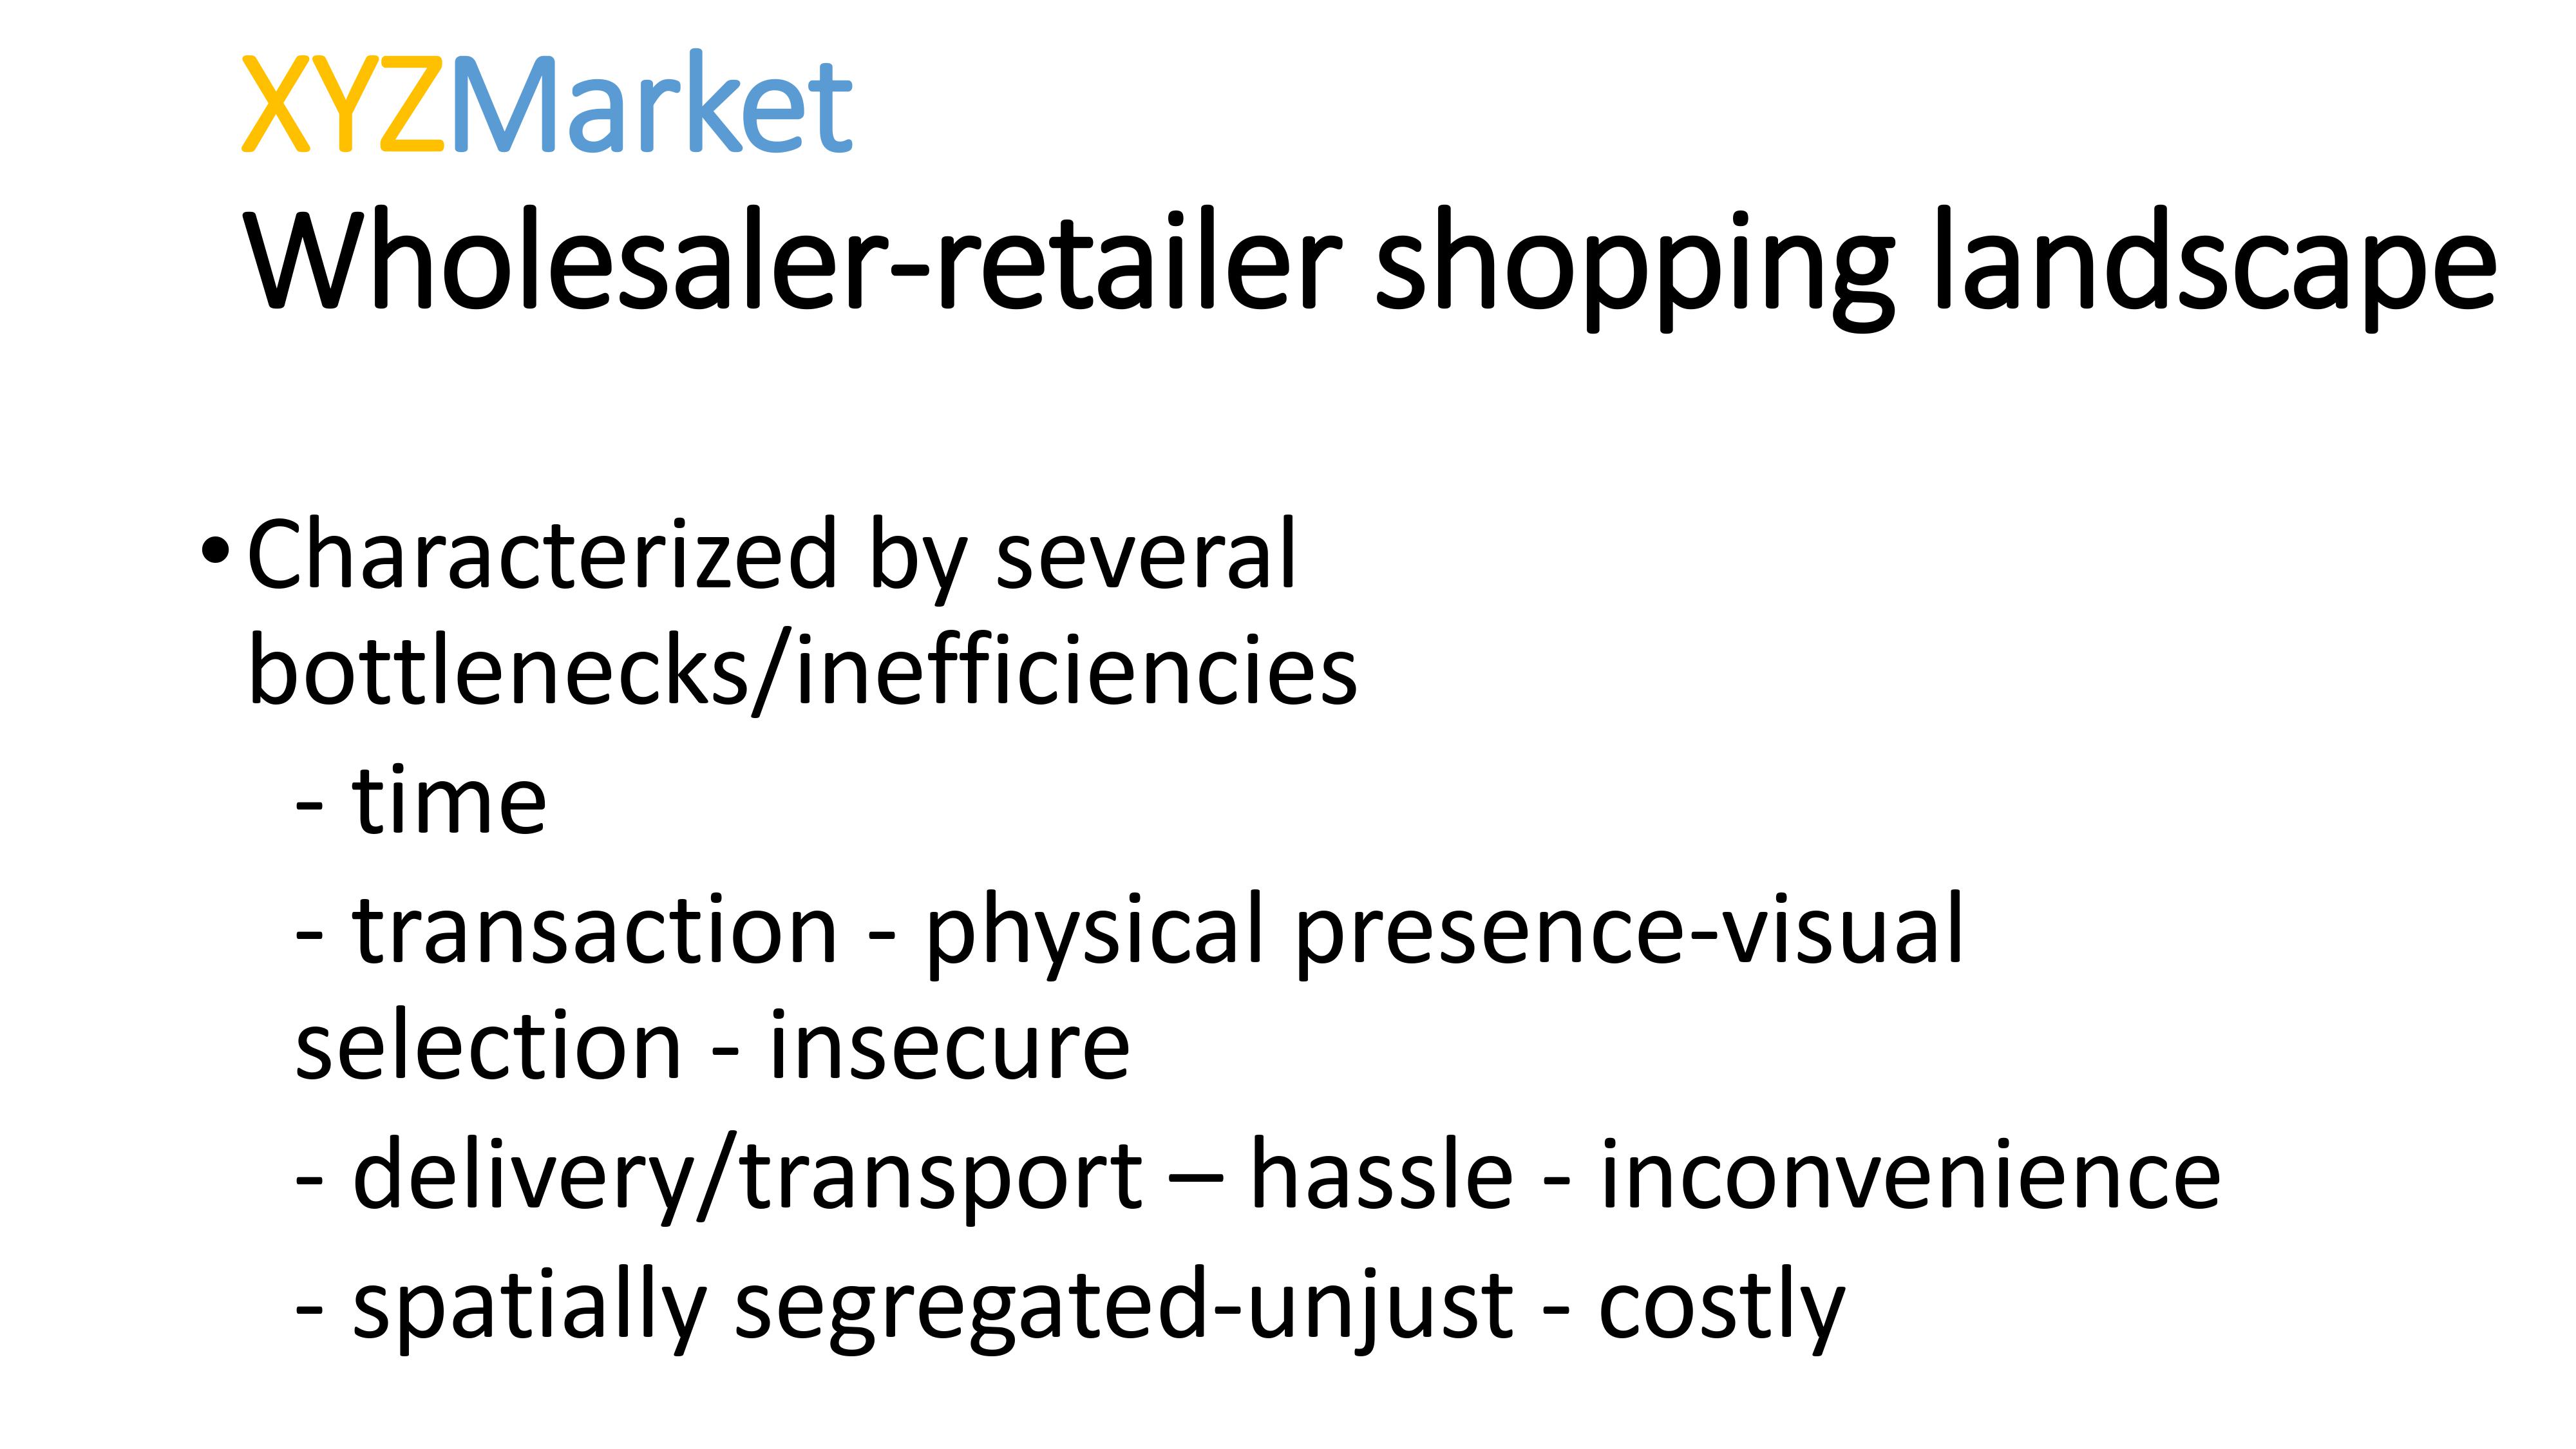 XYZMarket
Wholesaler-retailer shopping landscape
• Characterized by several
bottlenecks/inefficiencies
- time
- transaction - physical presence-visual
selection - insecure
- delivery/transport – hassle - inconvenience
- spatially segregated-unjust - costly